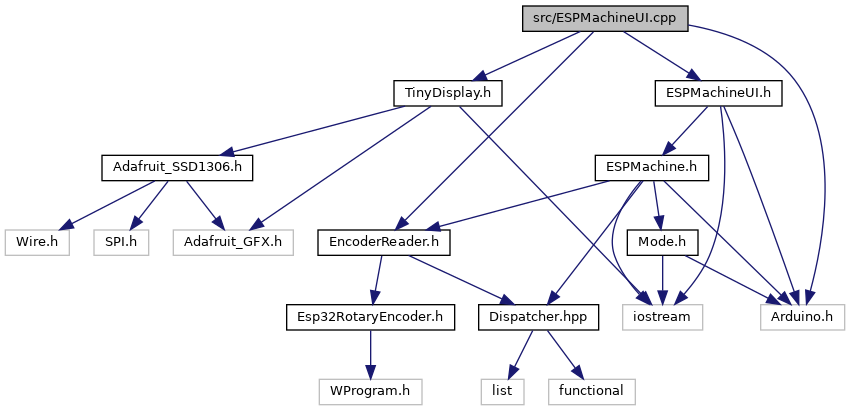 src/ESPMachineUI.cpp
TinyDisplay.h
ESPMachineUI.h
Adafruit_SSD1306.h
ESPMachine.h
Wire.h
SPI.h
Adafruit_GFX.h
EncoderReader.h
Mode.h
Esp32RotaryEncoder.h
Dispatcher.hpp
iostream
Arduino.h
WProgram.h
list
functional